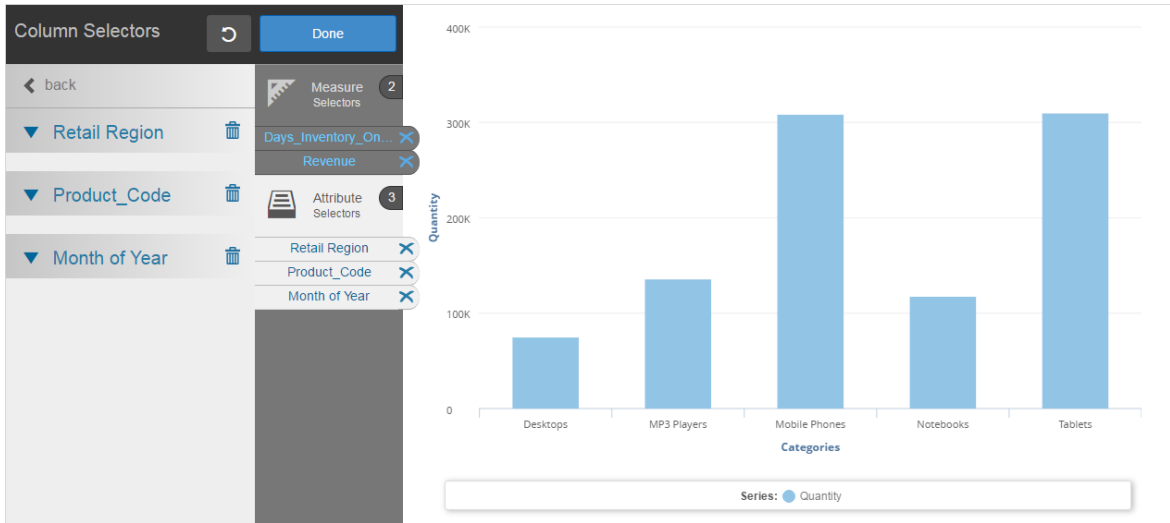 Column Selectors
Done
back
Retail Region
Product_Code
Month of Year
Measure 2
Selectors
Days_Inventory_On...
Revenue
Attribute 3
Selectors
Retail Region
Product_Code
Month of Year
400K
300K
200K
100K
0
Quantity
Desktops MP3 Players Mobile Phones Notebooks Tablets
Categories
Series: Quantity